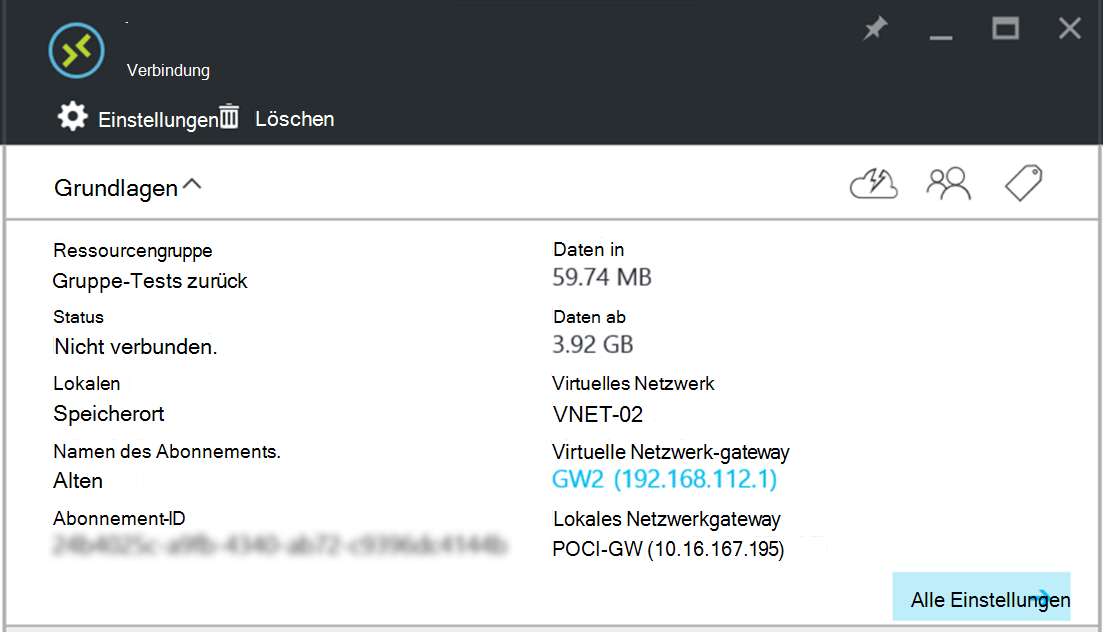 Verbindung
Einstellungen Löschen
Grundlagen
Ressourcengruppe
Gruppe-Tests zurück
Status
Nicht verbunden.
Lokalen
Speicherort
Namen des Abonnements.
Alten
Abonnement-ID
Daten in
59.74 MB
Daten ab
3.92 GB
Virtuelles Netzwerk
VNET-02
Virtuelle Netzwerk-gateway
GW2 (192.168.112.1)
Lokales Netzwerkgateway
POCI-GW (10.16.167.195)
Alle Einstellungen